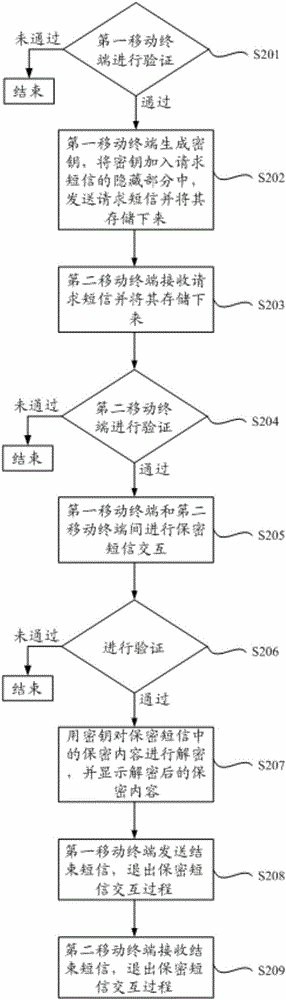 未通过
第一移动终
端进行验证
S201
结束
通过
第一移动终端生成密
钥，将密钥加入请求
短信的隐藏部分中，
发送请求短信并将其
存储下来
S202
第二移动终端接收请
求短信并将其存储下
来
S203
未通过
第二移动终
端进行验证
S204
结束
通过
第一移动终端和第二
移动终端间进行保密
短信交互
S205
未通过
进行验证
S206
结束
通过
用密钥对保密短信中
的保密内容进行解密
，并显示解密后的保
密内容
S207
第一移动终端发送结
束短信，退出保密短
信交互过程
S208
第二移动终端接收结
束短信，退出保密短
信交互过程
S209